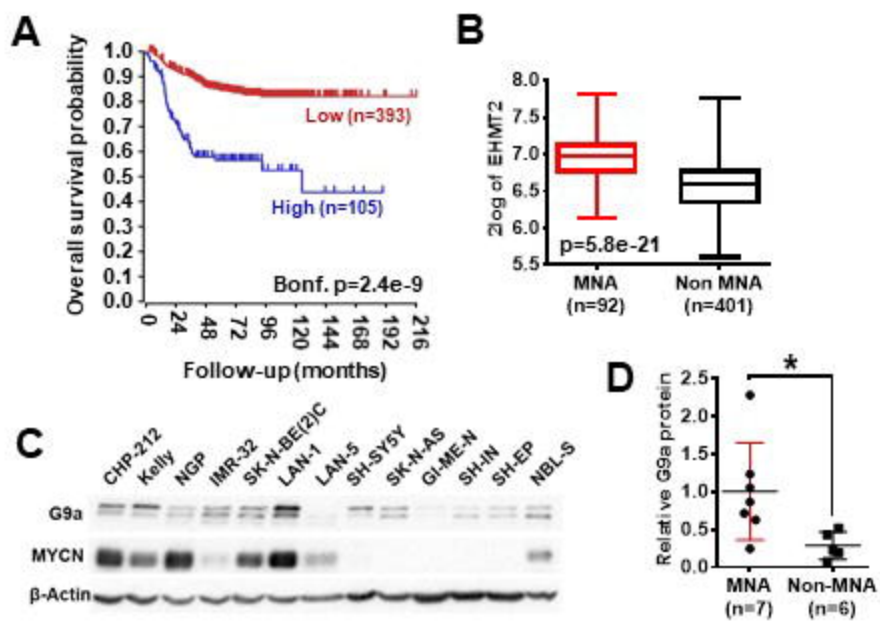 A
Overall survival probability
1.0
0.9
0.8
0.7
0.6
0.5
0.4
0.3
0.2
0.1
0.0
Low (n=393)
High (n=105)
Bonf. p=2.4e-9
0 24 48 72 96 120 144 168 192 216
Follow-up (months)
B
2log of EHMT2
8.0
7.5
7.0
6.5
6.0
5.5
p=5.8e-21
MNA Non MNA
(n=92) (n=401)
C
CHP-212 Kelly NGP IMR-32 SK-N-BE(2)C LAN-1 LAN-5 SH-SY5Y SK-N-AS GI-ME-N SH-IN SH-EP NBL-S
G9a
MYCN
β-Actin
D
Relative G9a protein
2.5
2.0
1.5
1.0
0.5
0.0
*
MNA Non-MNA
(n=7) (n=6)